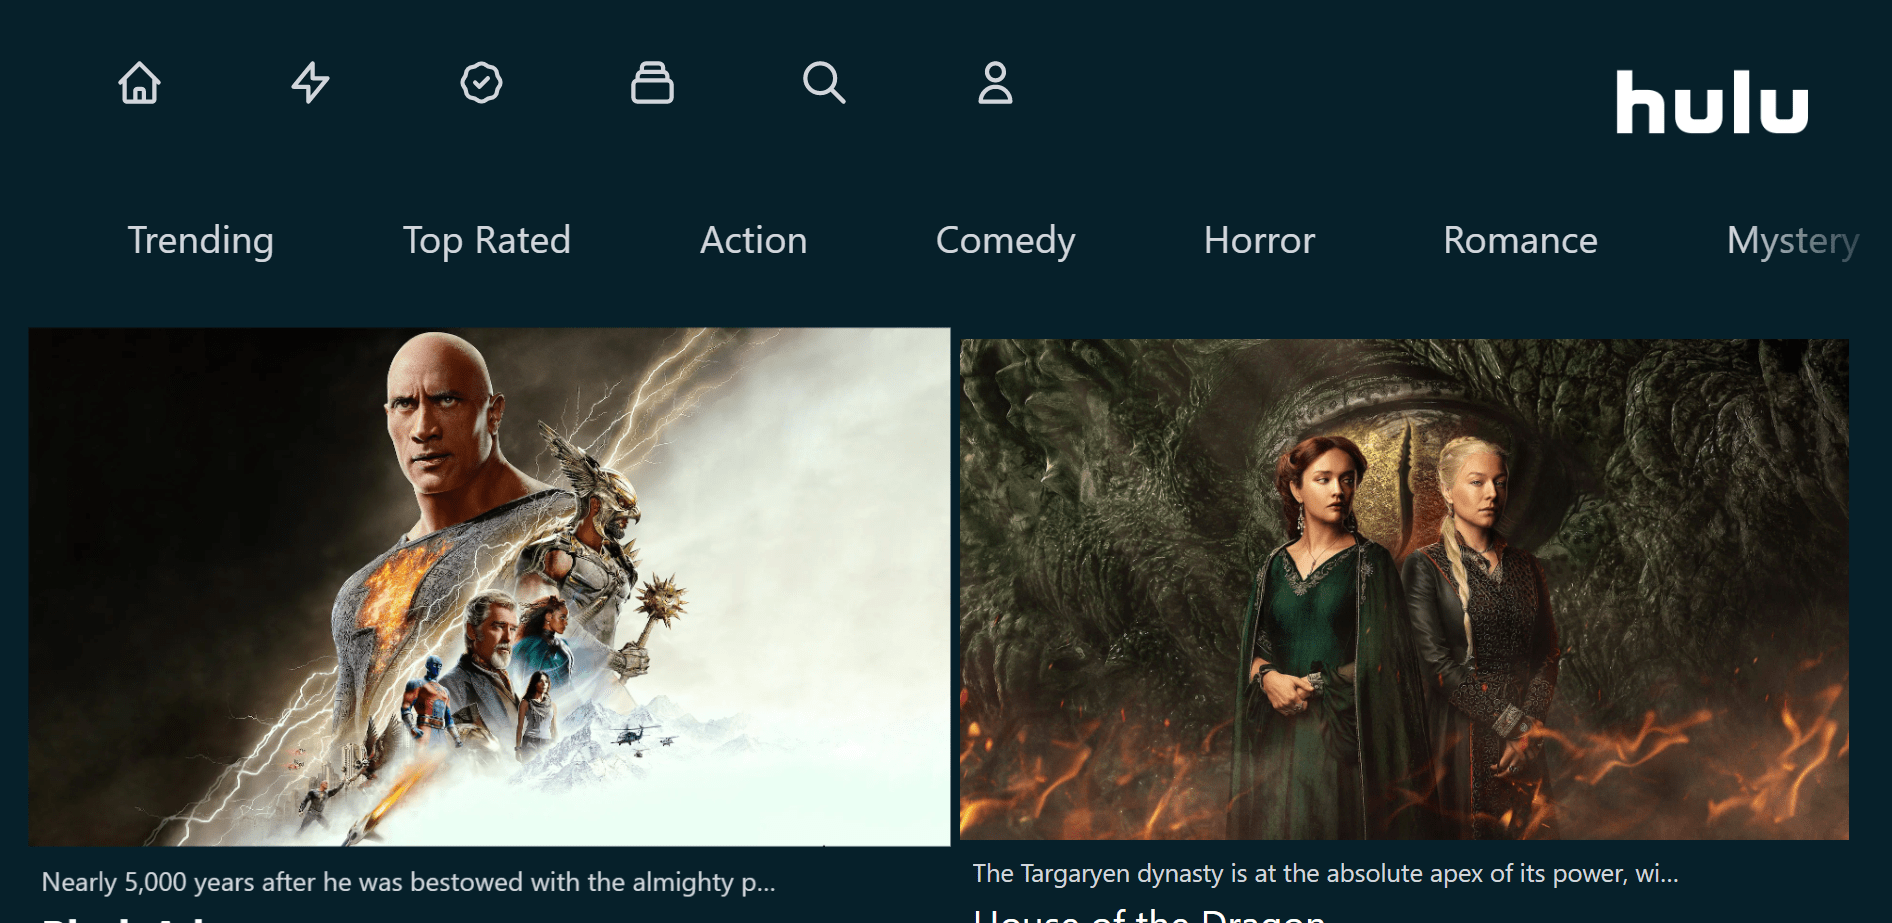 hulu
Trending Top Rated Action Comedy Horror Romance Mystery
Nearly 5,000 years after he was bestowed with the almighty p...
The Targaryen dynasty is at the absolute apex of its power, wi...
House of the Dragon